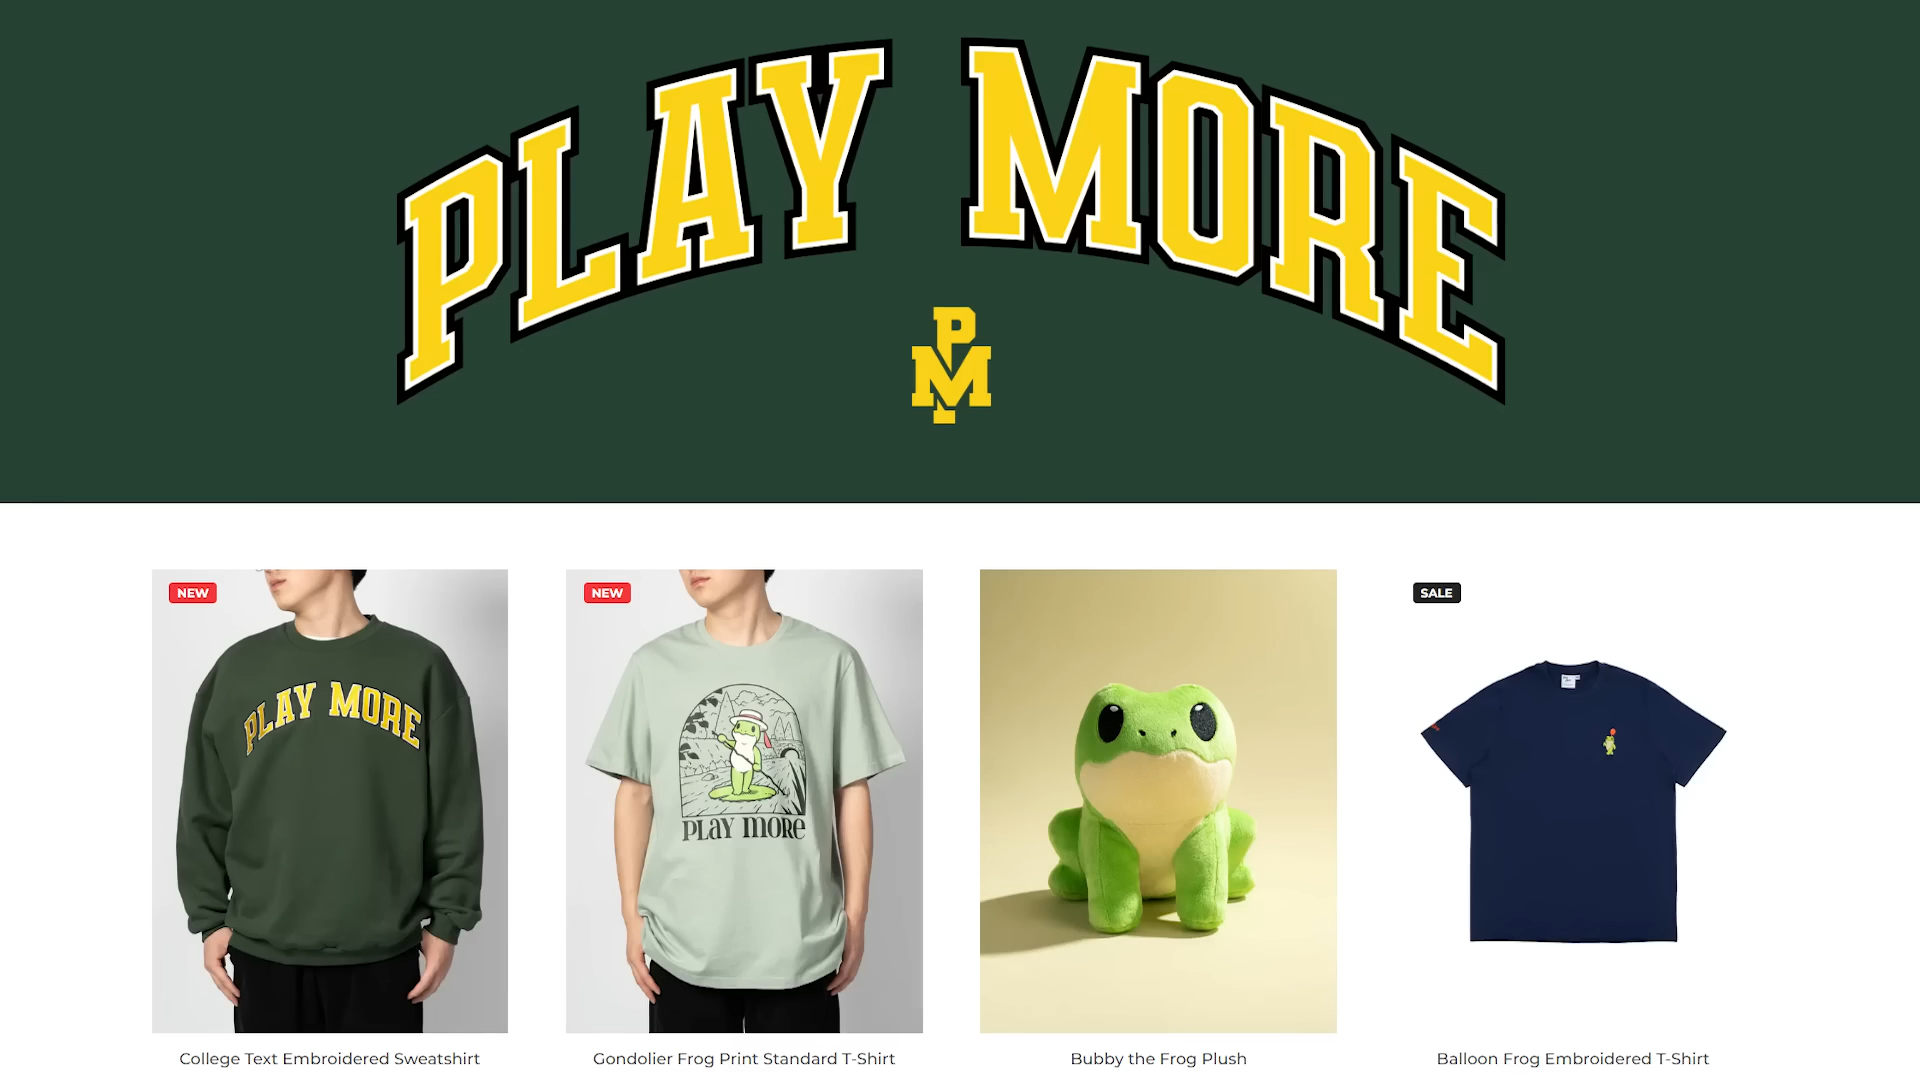 PLAY MORE
PM
NEW
NEW
SALE
PLAY MORE
PLAY MORE
College Text Embroidered Sweatshirt
Gondolier Frog Print Standard T-Shirt
Bubby the Frog Plush
Balloon Frog Embroidered T-Shirt